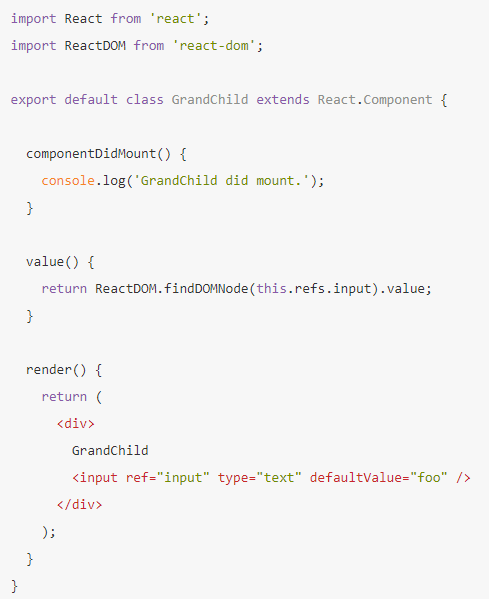 import React from 'react';
import ReactDOM from 'react-dom';
export default class GrandChild extends React.Component {
componentDidMount() {
console.log('GrandChild did mount.');
}
value() {
return ReactDOM.findDOMNode(this.refs.input).value;
}
render() {
return (
<div>
GrandChild
<input ref="input" type="text" defaultValue="foo" />
</div>
);
}
}